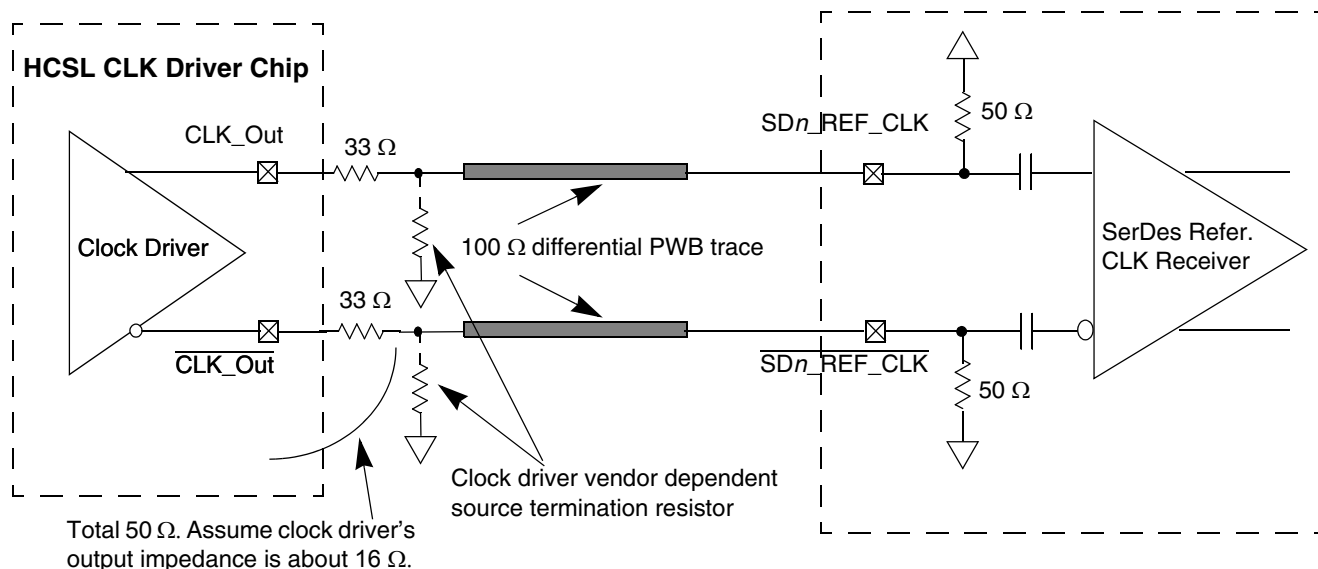 HCSL CLK Driver Chip
CLK_Out
33 Ω
SDn_REF_CLK
50 Ω
Clock Driver
100 Ω differential PWB trace
SerDes Refer.
CLK Receiver
33 Ω
CLK_Out
SDn_REF_CLK
50 Ω
Clock driver vendor dependent
source termination resistor
Total 50 Ω. Assume clock driver's
output impedance is about 16 Ω.